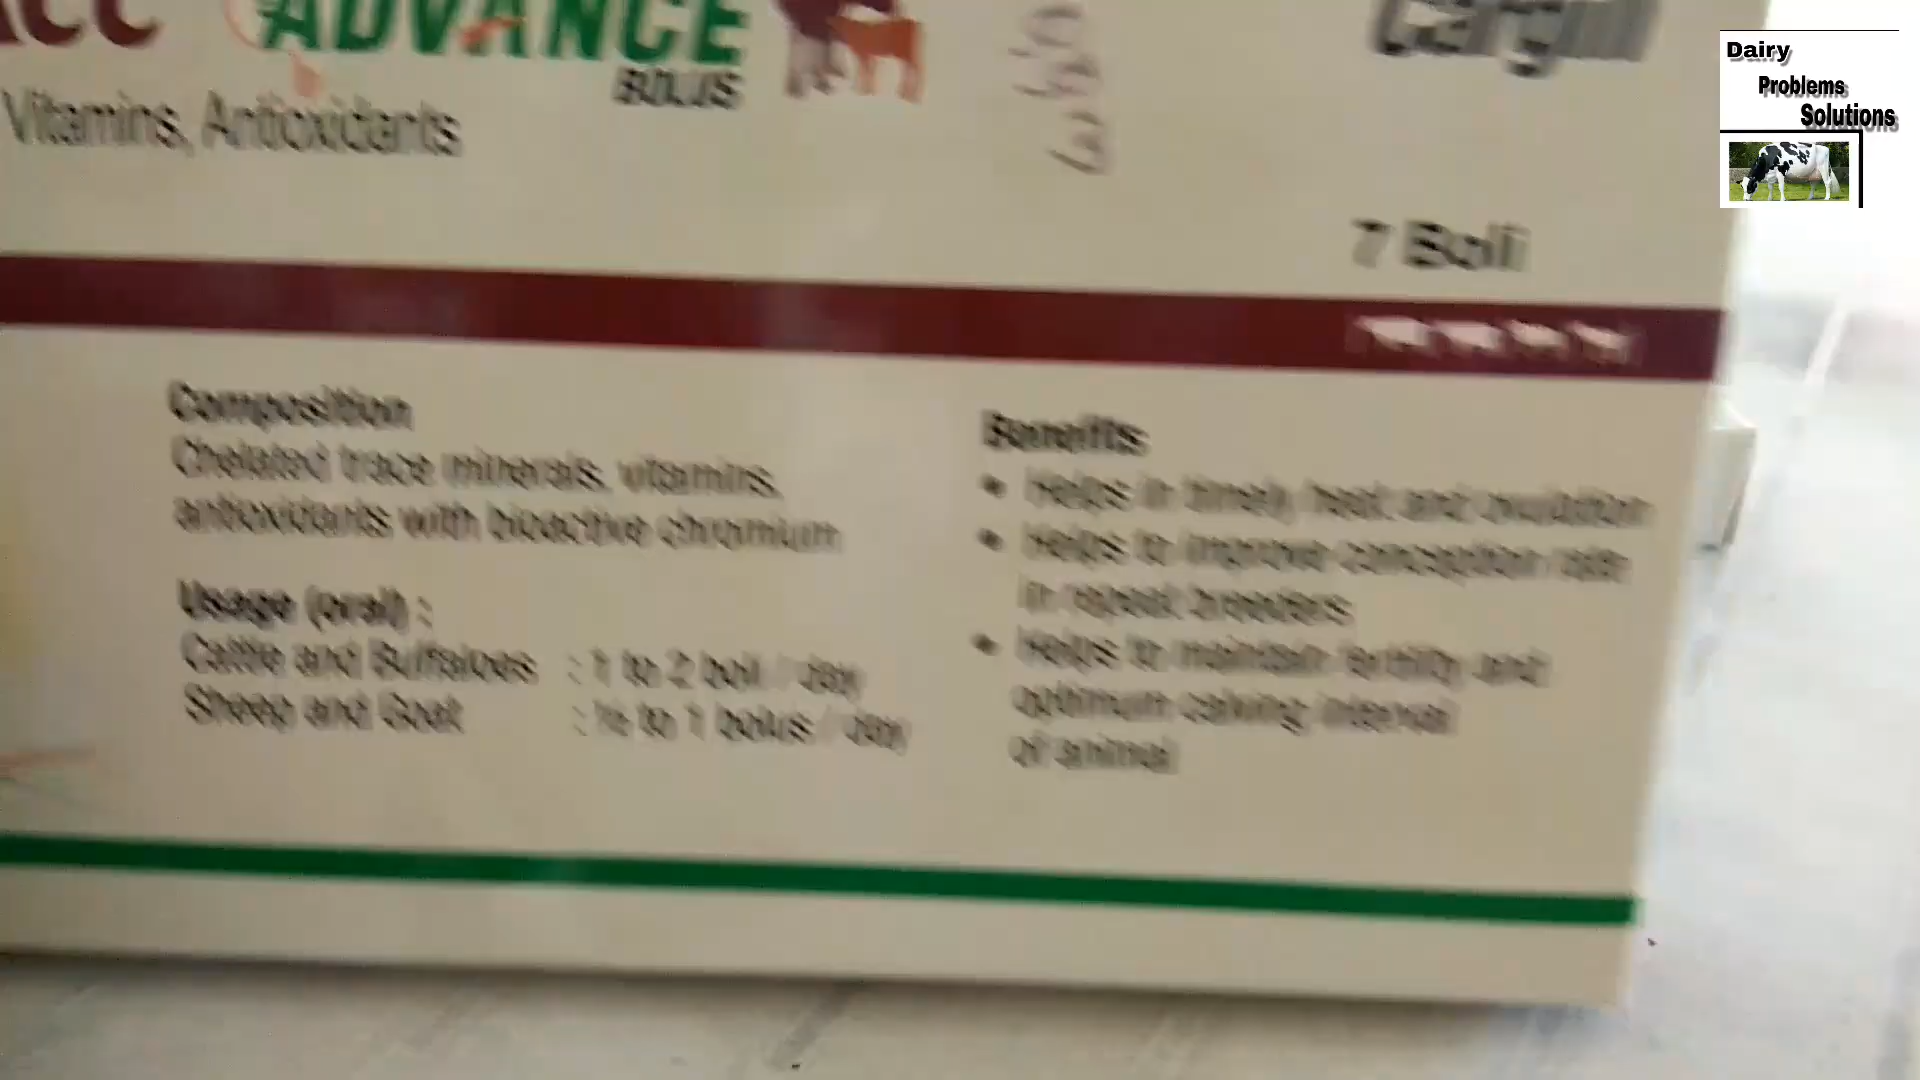 ADVANCE
BOLUS
Vitamins, Antioxidants
Cargill
7 Boli
Composition
Chelated trace minerals, vitamins,
antioxidants with bioactive chromium
Usage (oral) :
Cattle and Buffaloes : 1 to 2 boli / day
Sheep and Goat : ½ to 1 bolus / day
Benefits
• Helps in timely heat and ovulation
• Helps to improve conception rate
in repeat breeders
• Helps to maintain fertility and
optimum calving interval
of animal
Dairy
Problems
Solutions